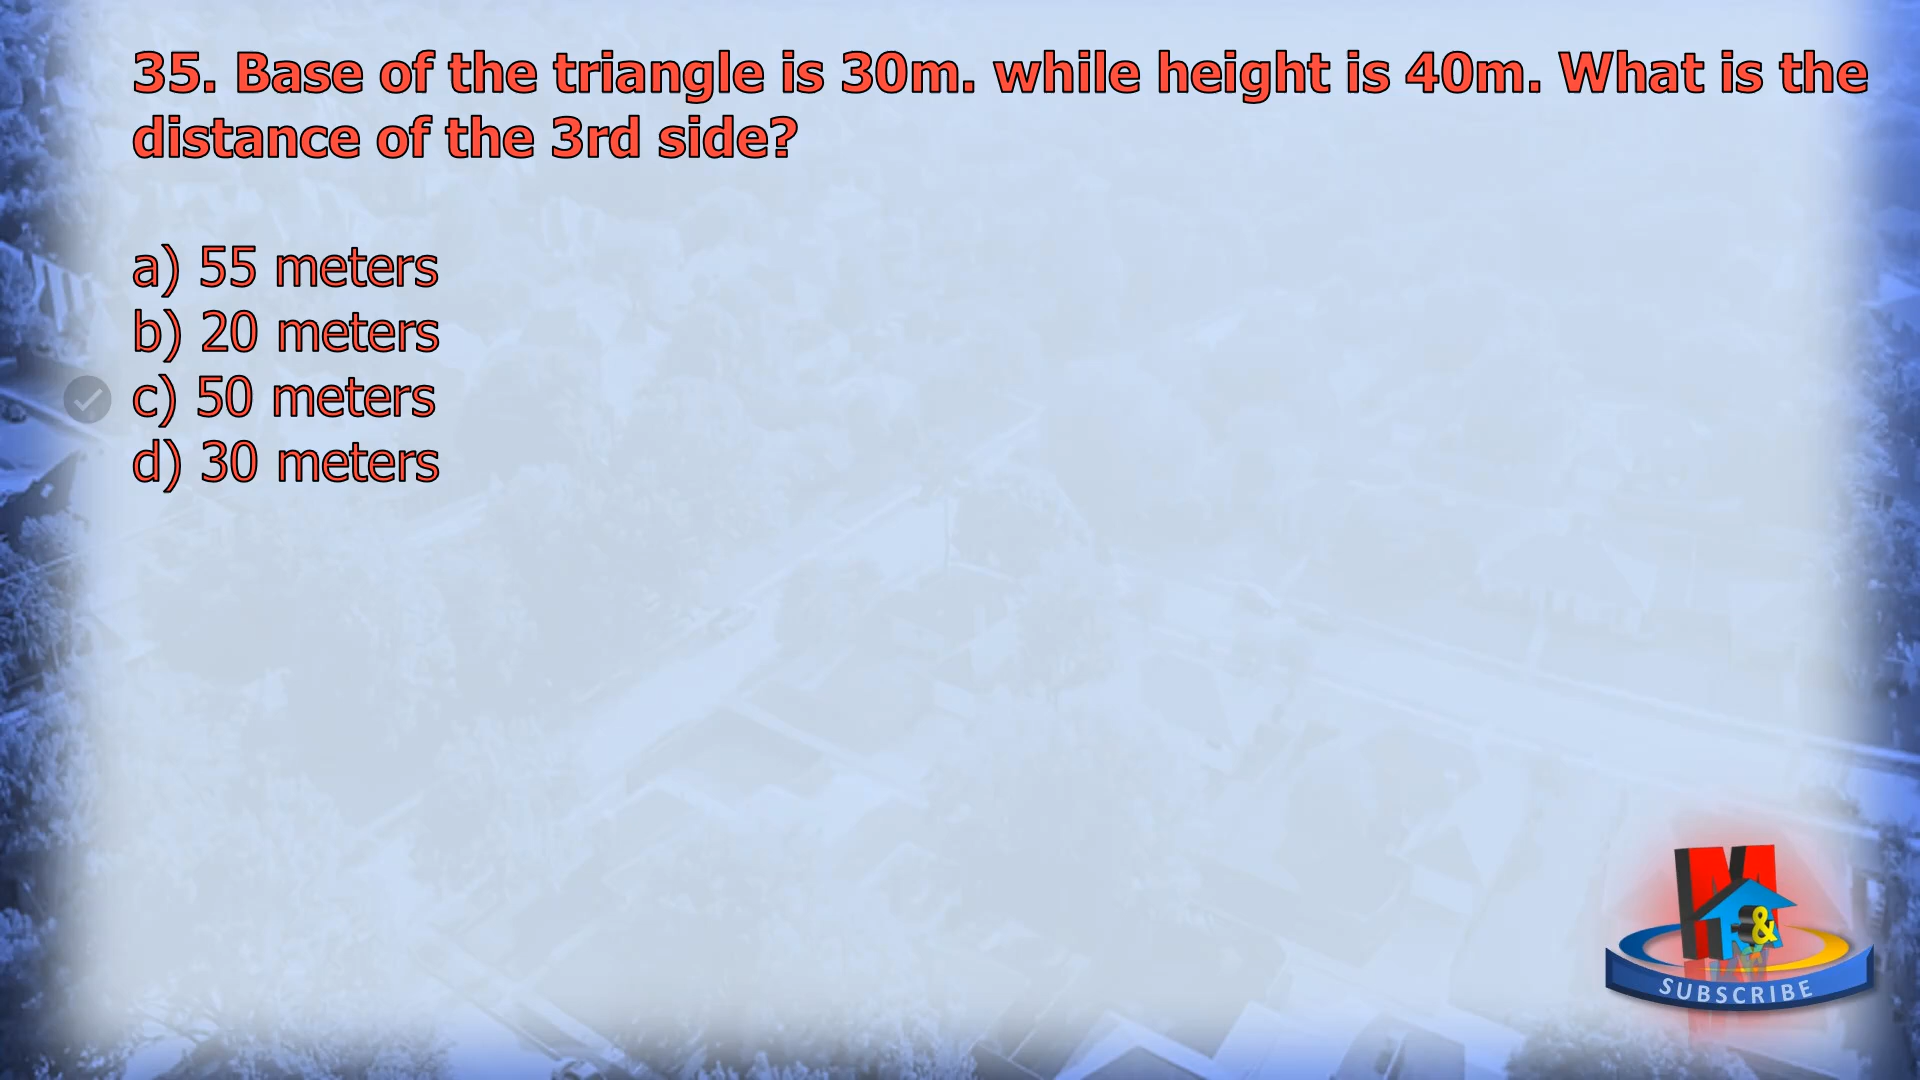 35. Base of the triangle is 30m. while height is 40m. What is the
distance of the 3rd side?
a) 55 meters
b) 20 meters
c) 50 meters
d) 30 meters
M
&
SUBSCRIBE